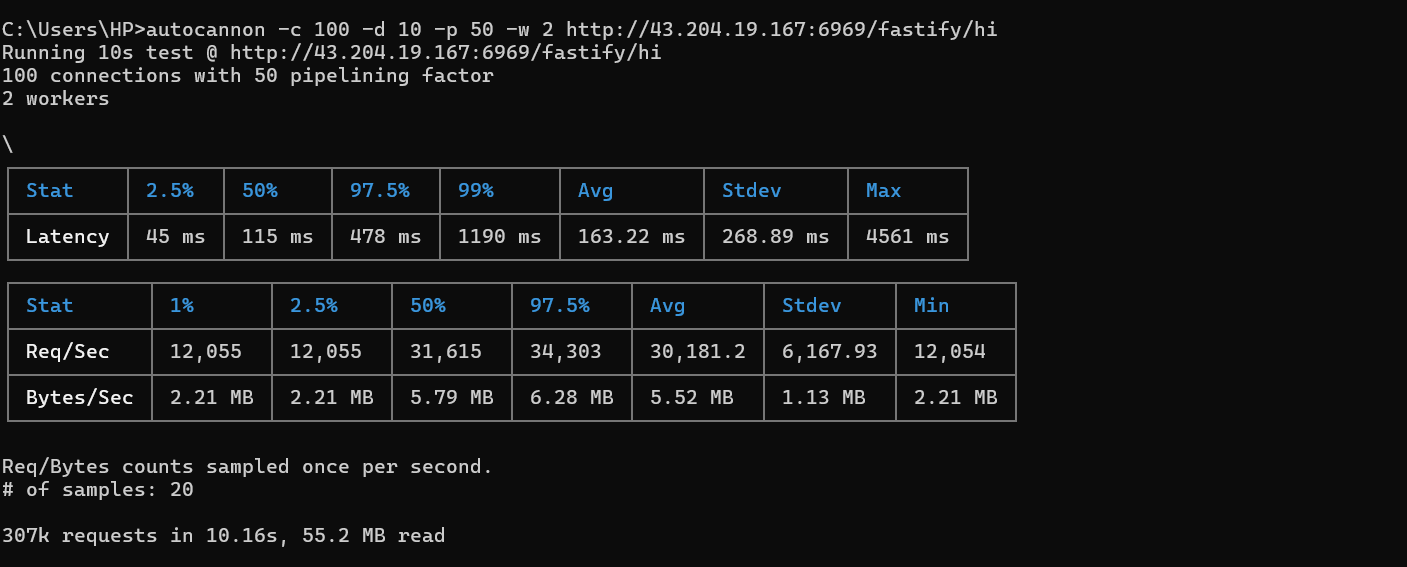 C:\Users\HP>autocannon -c 100 -d 10 -p 50 -w 2 http://43.204.19.167:6969/fastify/hi
Running 10s test @ http://43.204.19.167:6969/fastify/hi
100 connections with 50 pipelining factor
2 workers
\
Stat 2.5% 50% 97.5% 99% Avg Stdev Max
Latency 45 ms 115 ms 478 ms 1190 ms 163.22 ms 268.89 ms 4561 ms
Stat 1% 2.5% 50% 97.5% Avg Stdev Min
Req/Sec 12,055 12,055 31,615 34,303 30,181.2 6,167.93 12,054
Bytes/Sec 2.21 MB 2.21 MB 5.79 MB 6.28 MB 5.52 MB 1.13 MB 2.21 MB
Req/Bytes counts sampled once per second.
# of samples: 20
307k requests in 10.16s, 55.2 MB read